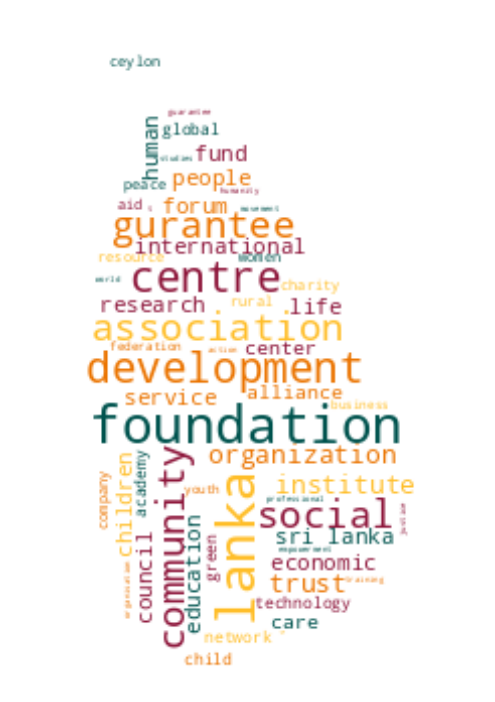 ceylon
guarantee
human
global
studies
fund
peace
people
humanity
aid
forum
movement
gurantee
international
resource
women
world
centre
charity
research
rural
life
association
federation
action
center
development
service
alliance
business
foundation
organization
community
lanka
children
academy
company
youth
institute
professional
social
justice
sri lanka
empowerment
council
education
green
economic
trust
training
organisation
technology
care
network
child